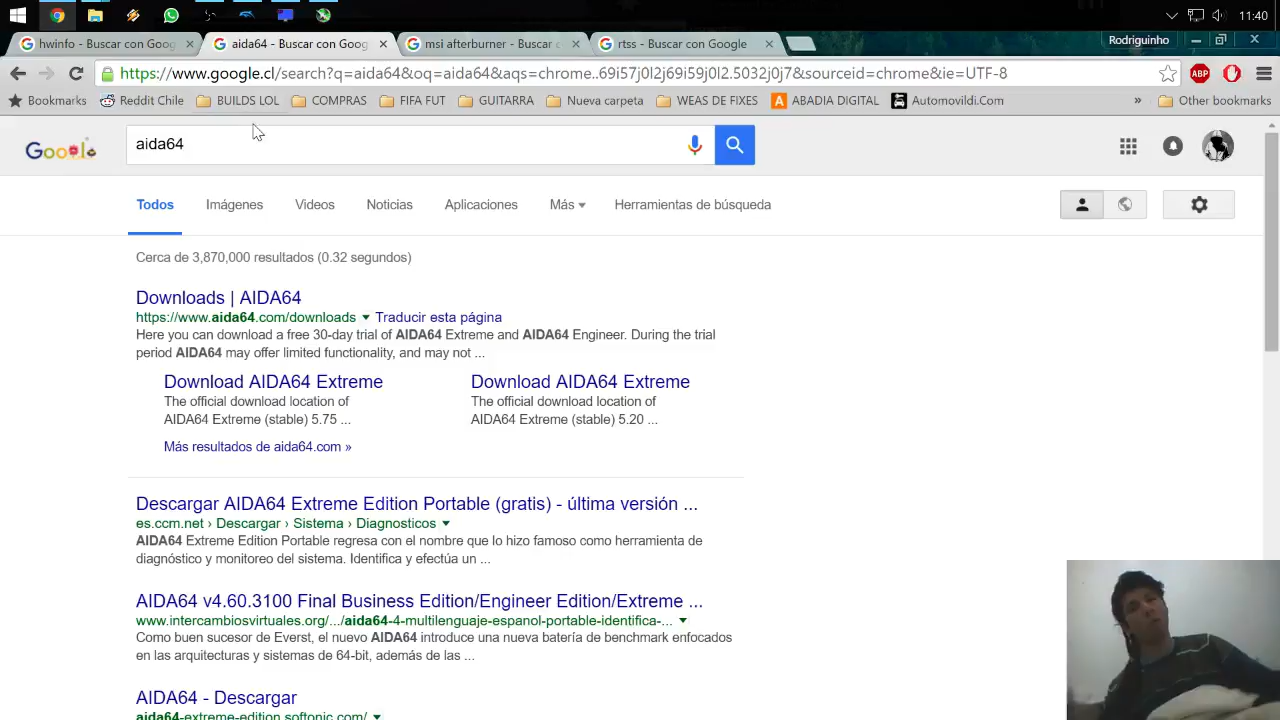 11:40
hwinfo - Buscar con Goog
aida64 - Buscar con Goog
msi afterburner - Buscar c
rtss - Buscar con Google
Rodriguinho
https://www.google.cl/search?q=aida64&oq=aida64&aqs=chrome..69i57j0l2j69i59j0l2.5032j0j7&sourceid=chrome&ie=UTF-8
ABP
Bookmarks
Reddit Chile
BUILDS LOL
COMPRAS
FIFA FUT
GUITARRA
Nueva carpeta
WEAS DE FIXES
ABADIA DIGITAL
Automovildi.Com
»
Other bookmarks
Google
aida64
Todos
Imágenes
Videos
Noticias
Aplicaciones
Más
Herramientas de búsqueda
Cerca de 3,870,000 resultados (0.32 segundos)
Downloads | AIDA64
https://www.aida64.com/downloads
Traducir esta página
Here you can download a free 30-day trial of AIDA64 Extreme and AIDA64 Engineer. During the trial
period AIDA64 may offer limited functionality, and may not ...
Download AIDA64 Extreme
The official download location of
AIDA64 Extreme (stable) 5.75 ...
Download AIDA64 Extreme
The official download location of
AIDA64 Extreme (stable) 5.20 ...
Más resultados de aida64.com »
Descargar AIDA64 Extreme Edition Portable (gratis) - última versión ...
es.ccm.net › Descargar › Sistema › Diagnosticos
AIDA64 Extreme Edition Portable regresa con el nombre que lo hizo famoso como herramienta de
diagnóstico y monitoreo del sistema. Identifica y efectúa un ...
AIDA64 v4.60.3100 Final Business Edition/Engineer Edition/Extreme ...
www.intercambiosvirtuales.org/.../aida64-4-multilenguaje-espanol-portable-identifica-...
Como buen sucesor de Everst, el nuevo AIDA64 introduce una nueva batería de benchmark enfocados
en las arquitecturas y sistemas de 64-bit, además de las ...
AIDA64 - Descargar
aida64-extreme-edition.softonic.com/